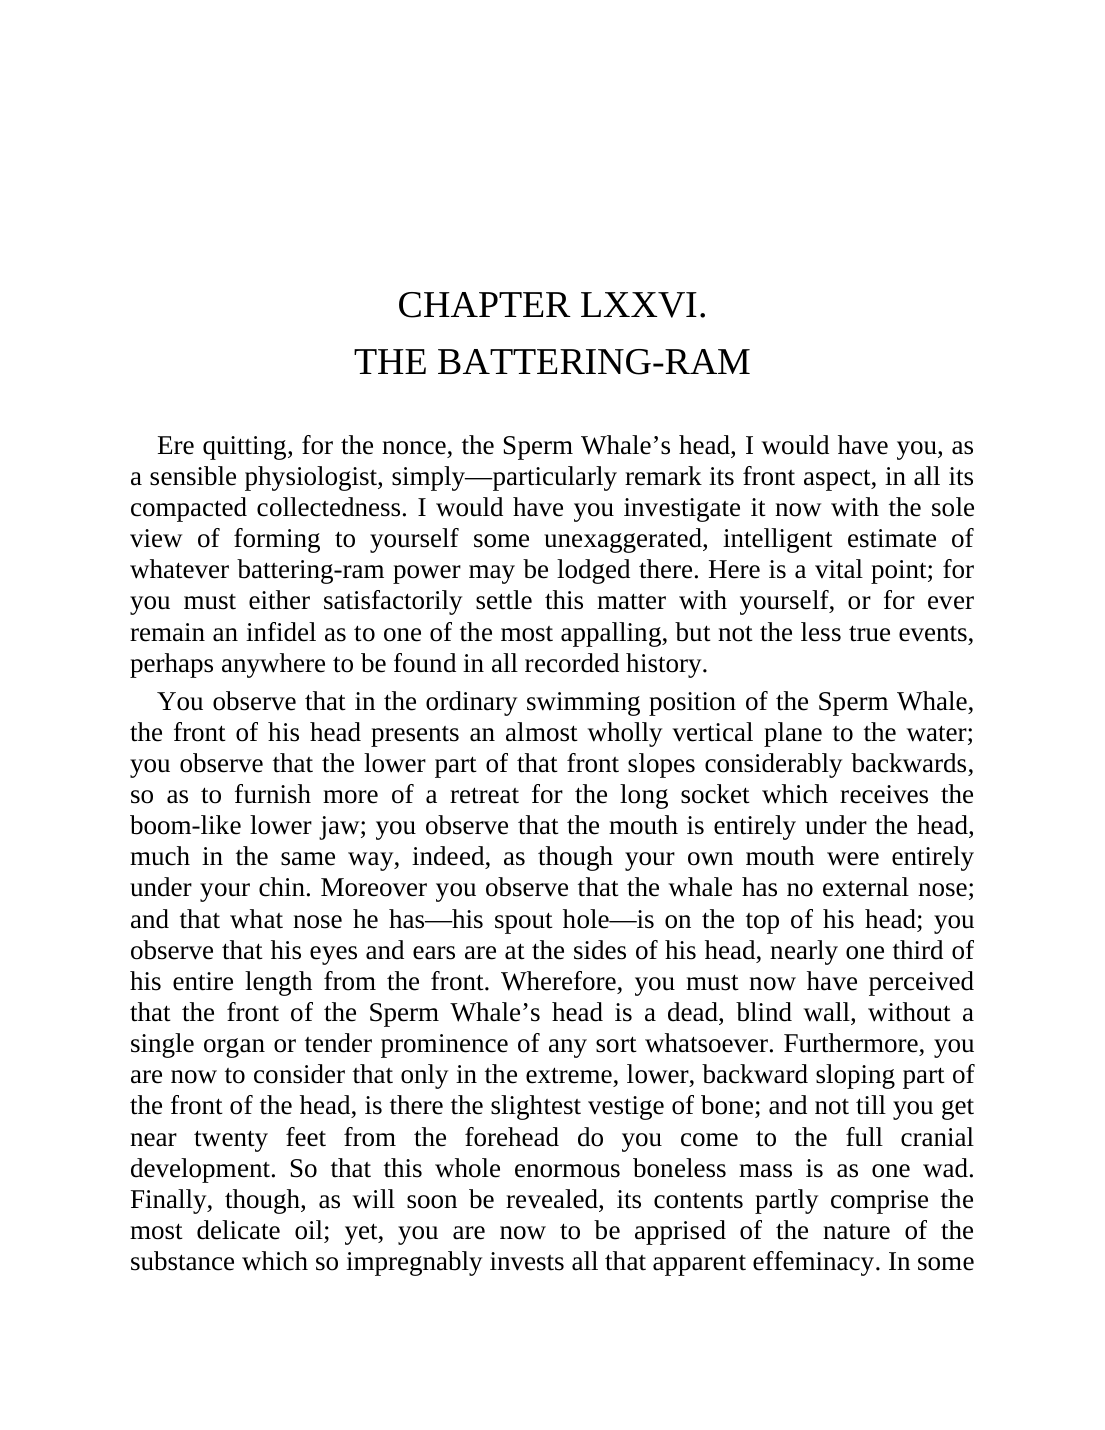 CHAPTER LXXVI.
THE BATTERING-RAM
Ere quitting, for the nonce, the Sperm Whale’s head, I would have you, as
a sensible physiologist, simply—particularly remark its front aspect, in all its
compacted collectedness. I would have you investigate it now with the sole
view of forming to yourself some unexaggerated, intelligent estimate of
whatever battering-ram power may be lodged there. Here is a vital point; for
you must either satisfactorily settle this matter with yourself, or for ever
remain an infidel as to one of the most appalling, but not the less true events,
perhaps anywhere to be found in all recorded history.
You observe that in the ordinary swimming position of the Sperm Whale,
the front of his head presents an almost wholly vertical plane to the water;
you observe that the lower part of that front slopes considerably backwards,
so as to furnish more of a retreat for the long socket which receives the
boom-like lower jaw; you observe that the mouth is entirely under the head,
much in the same way, indeed, as though your own mouth were entirely
under your chin. Moreover you observe that the whale has no external nose;
and that what nose he has—his spout hole—is on the top of his head; you
observe that his eyes and ears are at the sides of his head, nearly one third of
his entire length from the front. Wherefore, you must now have perceived
that the front of the Sperm Whale’s head is a dead, blind wall, without a
single organ or tender prominence of any sort whatsoever. Furthermore, you
are now to consider that only in the extreme, lower, backward sloping part of
the front of the head, is there the slightest vestige of bone; and not till you get
near twenty feet from the forehead do you come to the full cranial
development. So that this whole enormous boneless mass is as one wad.
Finally, though, as will soon be revealed, its contents partly comprise the
most delicate oil; yet, you are now to be apprised of the nature of the
substance which so impregnably invests all that apparent effeminacy. In some